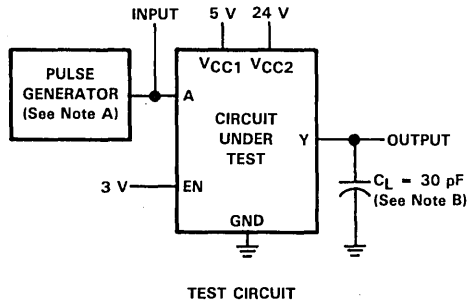 INPUT
5 V 24 V
PULSE
GENERATOR
(See Note A)
VCC1 VCC2
A
CIRCUIT
UNDER
TEST
Y
OUTPUT
3 V
EN
CL = 30 pF
(See Note B)
GND
TEST CIRCUIT